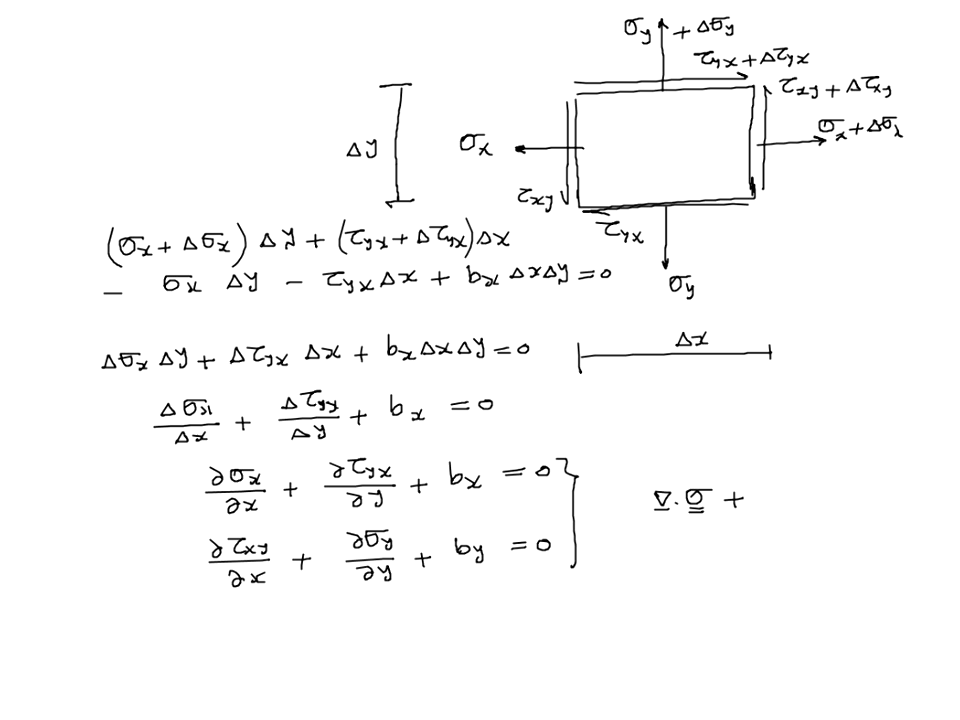 σy + Δσy
τyx + Δτyx
τxy + Δτxy
Δy
σx
σx + Δσx
τxy
τyx
(σx + Δσx) Δy + (τyx + Δτyx) Δx
− σx Δy − τyx Δx + bx Δx Δy = 0
σy
Δx
Δσx Δy + Δτyx Δx + bx Δx Δy = 0
Δσx/Δx + Δτyx/Δy + bx = 0
∂σx/∂x + ∂τyx/∂y + bx = 0 }
∇.σ +
∂τxy/∂x + ∂σy/∂y + by = 0